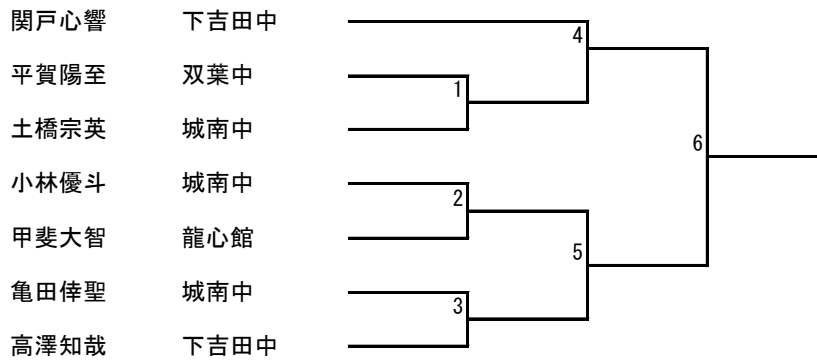 関戸心響 下吉田中
4
平賀陽至 双葉中
1
土橋宗英 城南中
6
小林優斗 城南中
2
甲斐大智 龍心館
5
亀田倖聖 城南中
3
高澤知哉 下吉田中